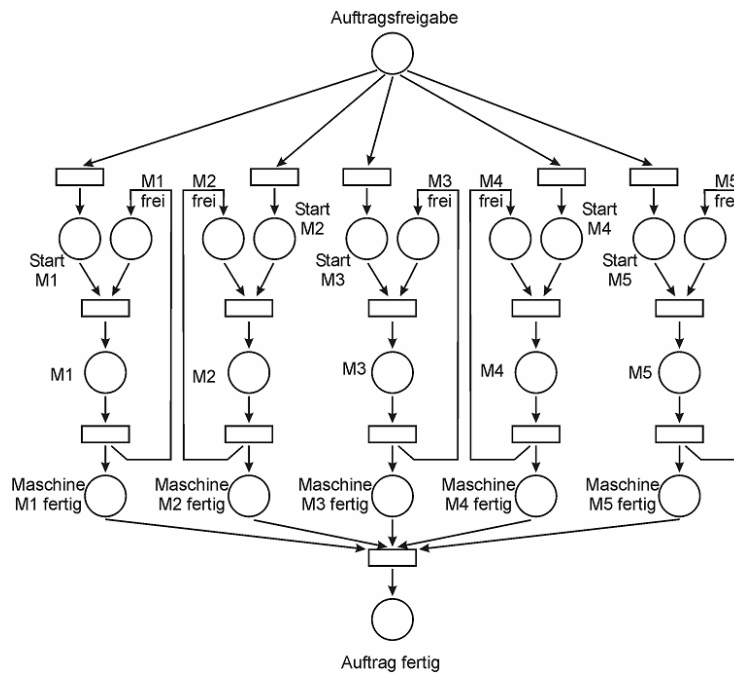 Auftragsfreigabe
M1
frei
M2
frei
M3
frei
M4
frei
M5
frei
Start
M1
Start
M2
Start
M3
Start
M4
Start
M5
M1
M2
M3
M4
M5
Maschine
M1 fertig
Maschine
M2 fertig
Maschine
M3 fertig
Maschine
M4 fertig
Maschine
M5 fertig
Auftrag fertig